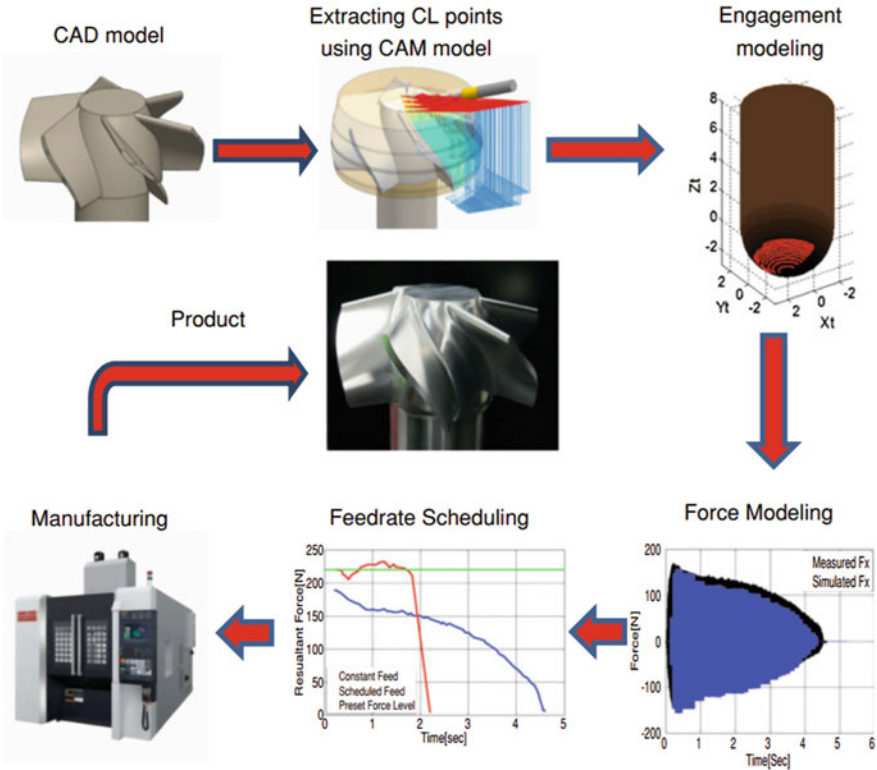 CAD model
Extracting CL points
using CAM model
Engagement
modeling
8
6
4
2
0
-2
Zt
2
0
-2
Yt
2
0
-2
Xt
Product
Manufacturing
Feedrate Scheduling
250
200
150
100
50
0
Resualtant Force[N]
Constant Feed
Scheduled Feed
Preset Force Level
0
1
2
3
4
5
Time[sec]
Force Modeling
200
100
0
-100
-200
Force[N]
Measured Fx
Simulated Fx
0
1
2
3
4
5
6
Time[Sec]